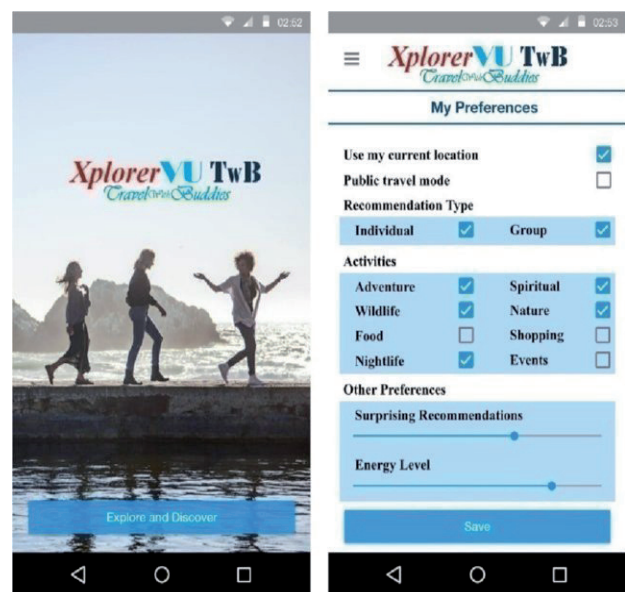 02:52
XplorerVU TwB
Travel With Buddies
Explore and Discover
02:53
XplorerVU TwB
Travel With Buddies
My Preferences
Use my current location
Public travel mode
Recommendation Type
Individual Group
Activities
Adventure Spiritual
Wildlife Nature
Food Shopping
Nightlife Events
Other Preferences
Surprising Recommendations
Energy Level
Save